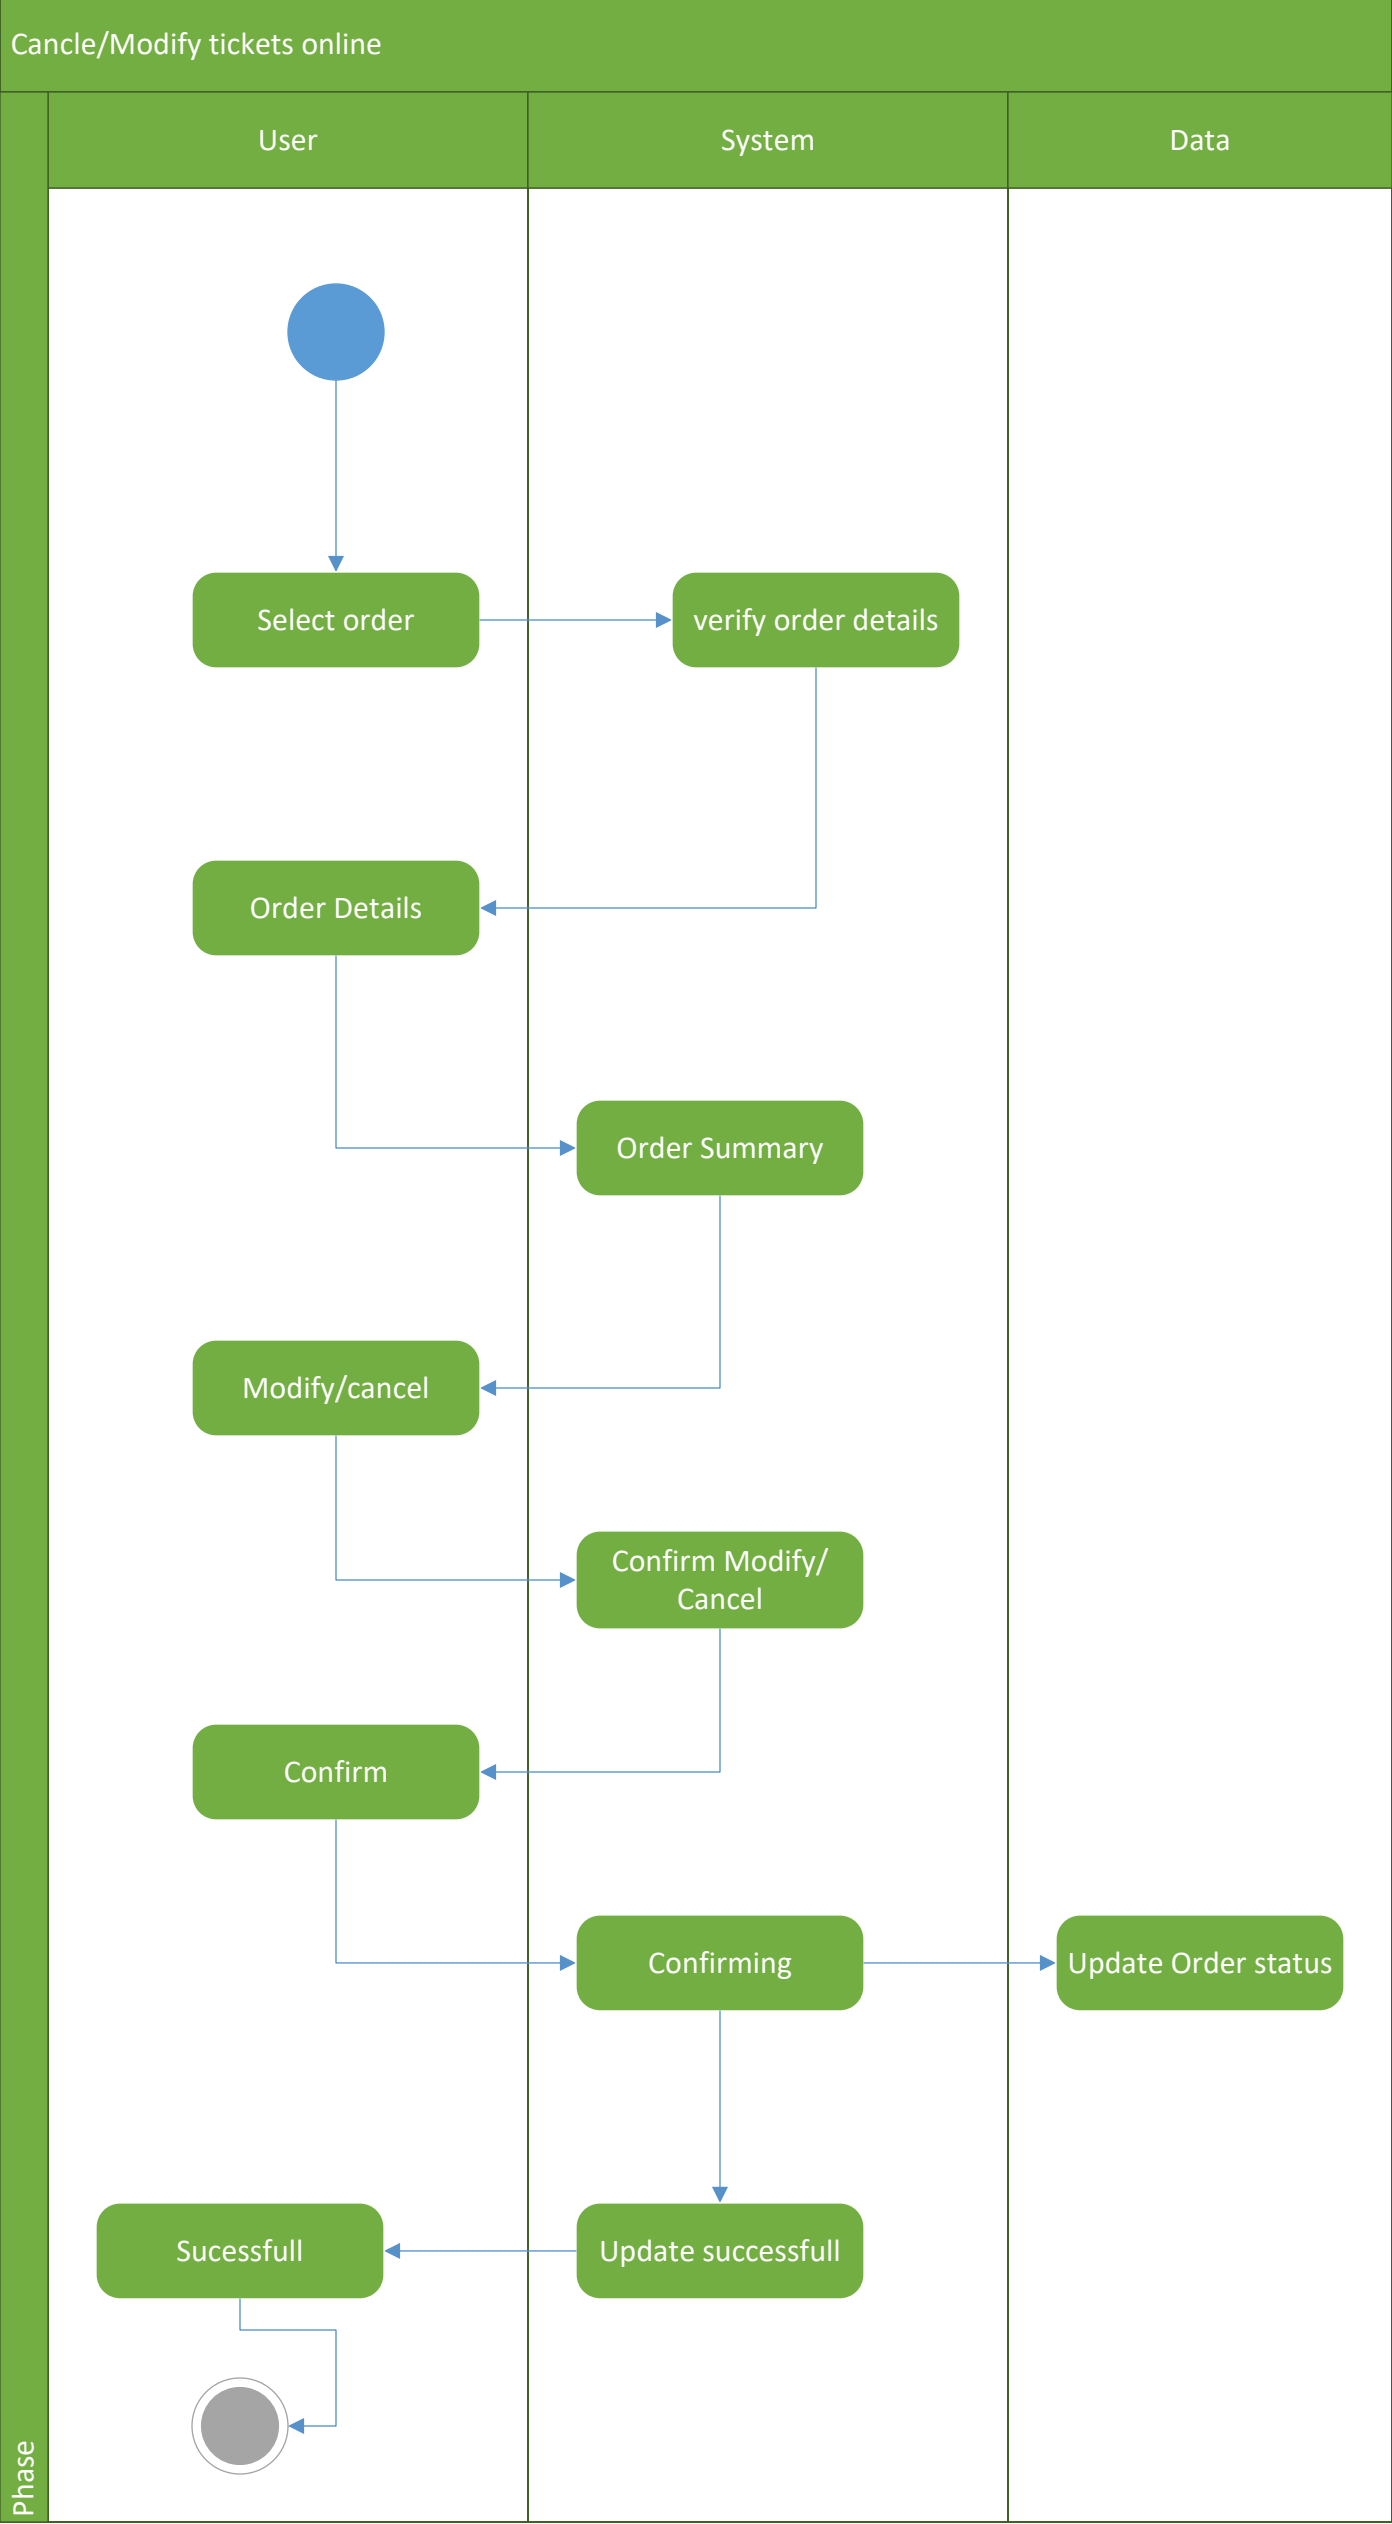 Cancle/Modify tickets online
User
System
Data
Select order
verify order details
Order Details
Order Summary
Modify/cancel
Confirm Modify/
Cancel
Confirm
Confirming
Update Order status
Sucessfull
Update successfull
Phase